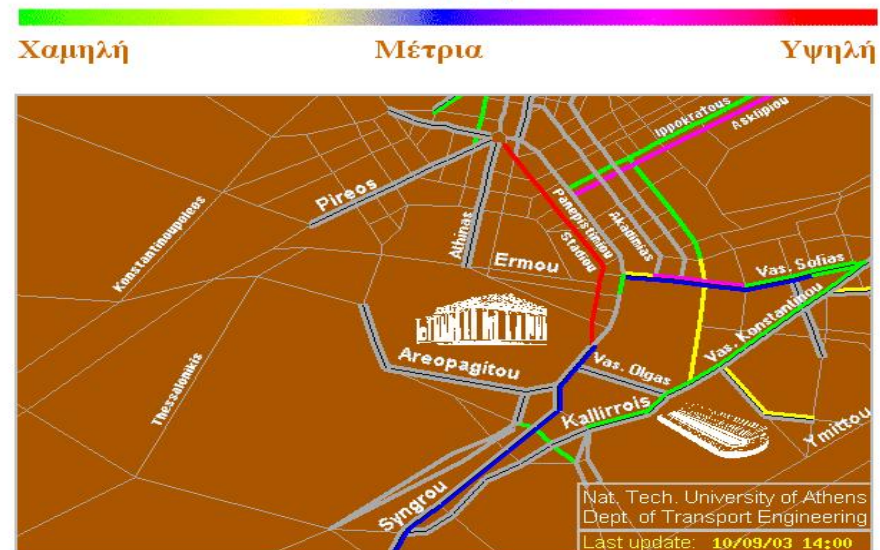 Χαμηλή Μέτρια Υψηλή
Ippokratous
Asklipiou
Pireos
Konstantinoupoleos
Athinas
Panepistimiou
Stadiou
Akadimias
Ermou
Vas. Sofias
Vas. Konstantinou
Areopagitou
Vas. Olgas
Thessalonikis
Kallirrois
Ymittou
Syngrou
Nat. Tech. University of Athens
Dept. of Transport Engineering
Last update: 10/09/03 14:00